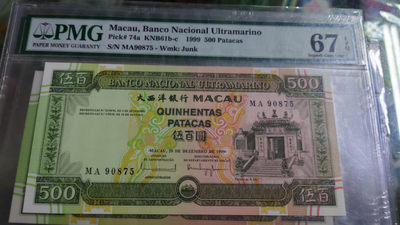 PMG
PAPER MONEY GUARANTY
Macau, Banco Nacional Ultramarino
Pick# 74a KNB61b-c 1999 500 Patacas
S/N MA90875 - Wmk: Junk
67 EPQ
伍百
BANCO NACIONAL ULTRAMARINO
500
大西洋銀行 MACAU
MA 90875
QUINHENTAS
PATACAS
伍百圓
MACAU, 20 DE DEZEMBRO DE 1999
MA 90875
500
伍百